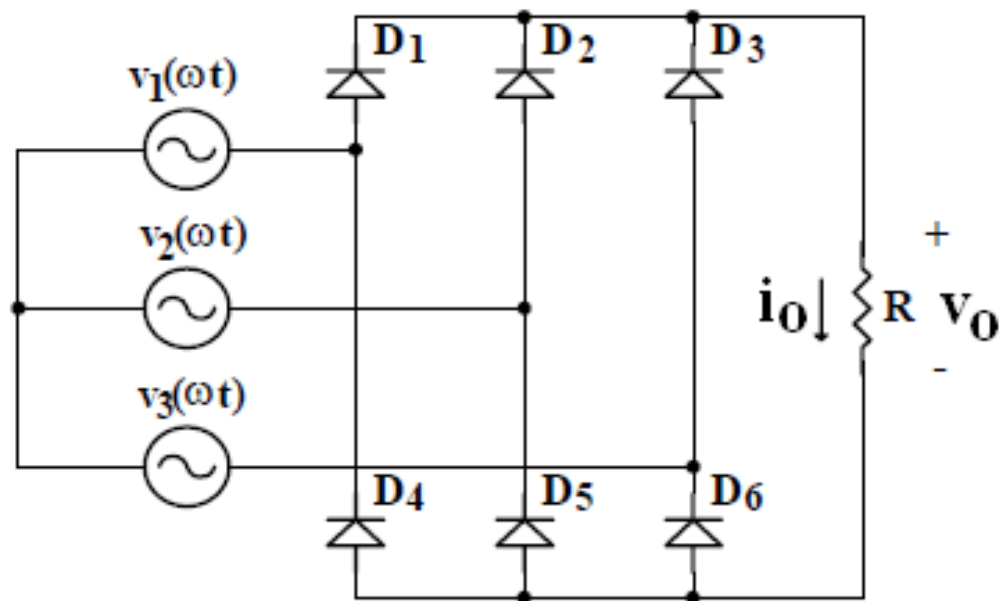 D1 D2 D3
v1(ωt)
v2(ωt)
+
io↓ R vo
-
v3(ωt)
D4 D5 D6